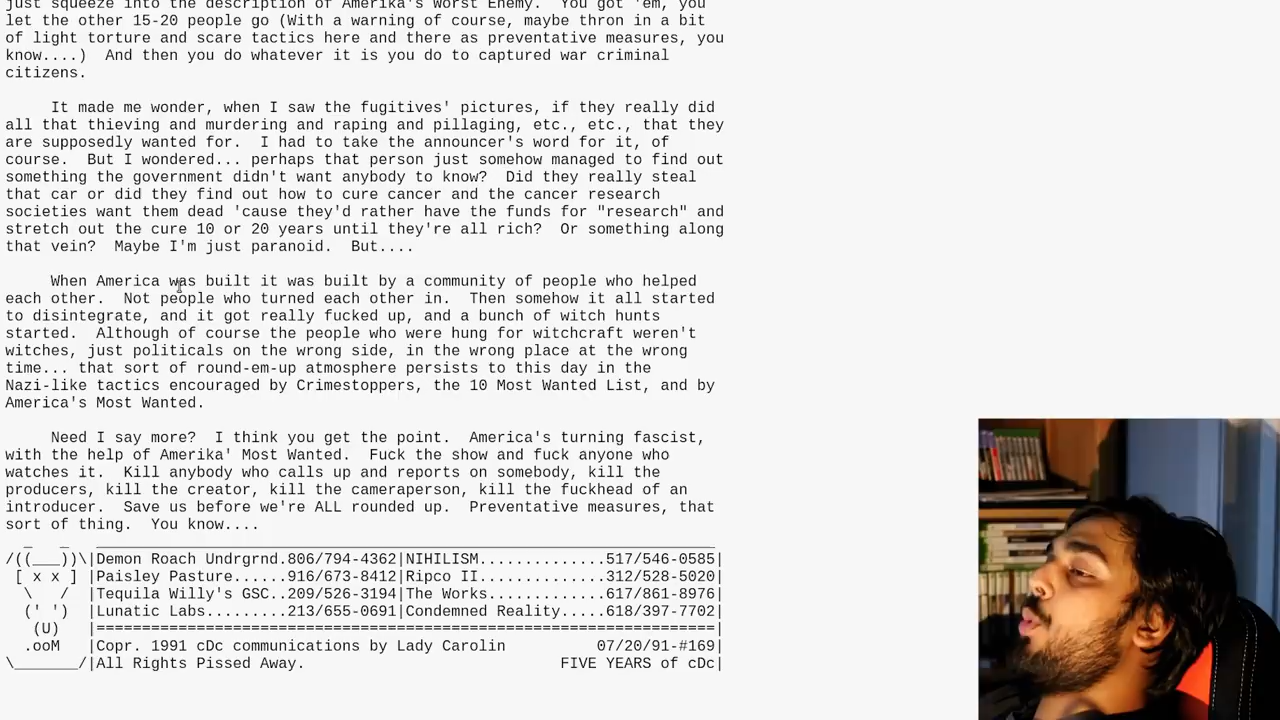 just squeeze into the description of Amerika's Worst Enemy.  You got 'em, you
let the other 15-20 people go (With a warning of course, maybe thron in a bit
of light torture and scare tactics here and there as preventative measures, you
know....)  And then you do whatever it is you do to captured war criminal
citizens.
It made me wonder, when I saw the fugitives' pictures, if they really did
all that thieving and murdering and raping and pillaging, etc., etc., that they
are supposedly wanted for.  I had to take the announcer's word for it, of
course.  But I wondered... perhaps that person just somehow managed to find out
something the government didn't want anybody to know?  Did they really steal
that car or did they find out how to cure cancer and the cancer research
societies want them dead 'cause they'd rather have the funds for "research" and
stretch out the cure 10 or 20 years until they're all rich?  Or something along
that vein?  Maybe I'm just paranoid.  But....
When America was built it was built by a community of people who helped
each other.  Not people who turned each other in.  Then somehow it all started
to disintegrate, and it got really fucked up, and a bunch of witch hunts
started.  Although of course the people who were hung for witchcraft weren't
witches, just politicals on the wrong side, in the wrong place at the wrong
time... that sort of round-em-up atmosphere persists to this day in the
Nazi-like tactics encouraged by Crimestoppers, the 10 Most Wanted List, and by
America's Most Wanted.
Need I say more?  I think you get the point.  America's turning fascist,
with the help of Amerika' Most Wanted.  Fuck the show and fuck anyone who
watches it.  Kill anybody who calls up and reports on somebody, kill the
producers, kill the creator, kill the cameraperson, kill the fuckhead of an
introducer.  Save us before we're ALL rounded up.  Preventative measures, that
sort of thing.  You know....
  _   _   ____________________________________________________________________
/((___))\|Demon Roach Undrgrnd.806/794-4362|NIHILISM..............517/546-0585|
 [ x x ] |Paisley Pasture......916/673-8412|Ripco II..............312/528-5020|
  \   /  |Tequila Willy's GSC..209/526-3194|The Works.............617/861-8976|
  (' ')  |Lunatic Labs.........213/655-0691|Condemned Reality.....618/397-7702|
   (U)   |====================================================================|
  .ooM   |Copr. 1991 cDc communications by Lady Carolin          07/20/91-#169|
\_______/|All Rights Pissed Away.                            FIVE YEARS of cDc|